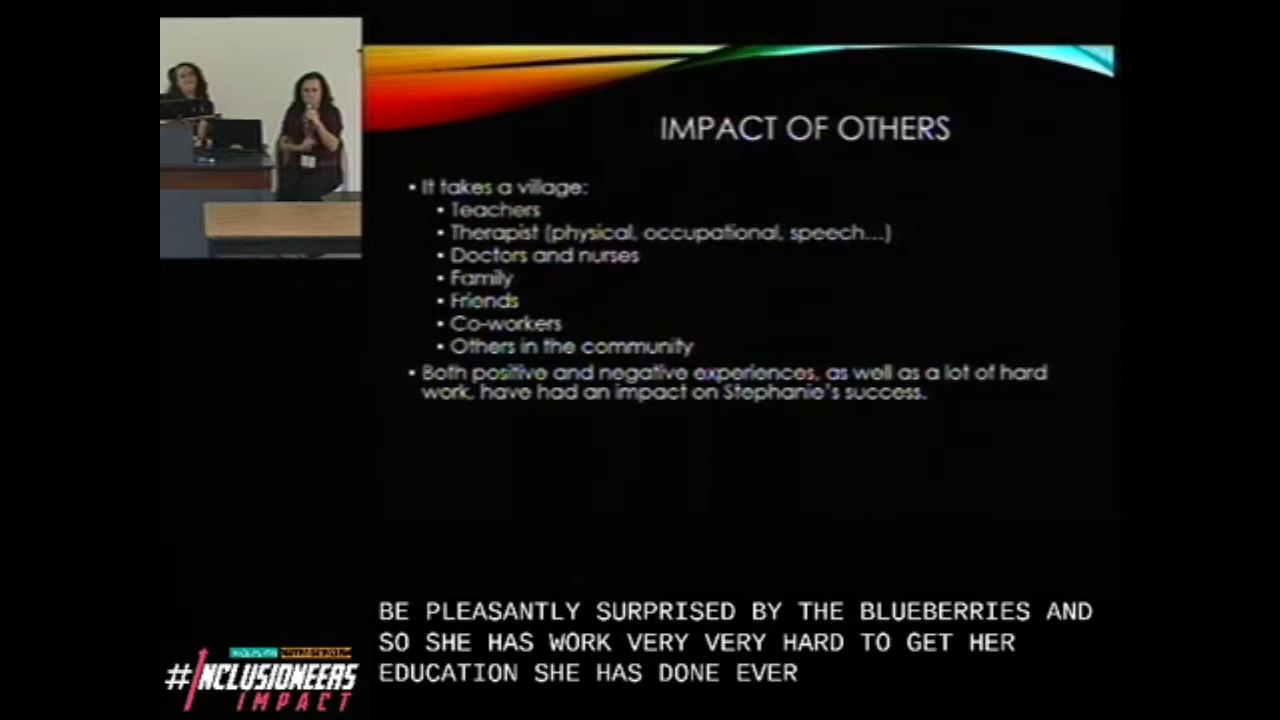 IMPACT OF OTHERS
• It takes a village:
• Teachers
• Therapist (physical, occupational, speech...)
• Doctors and nurses
• Family
• Friends
• Co-workers
• Others in the community
• Both positive and negative experiences, as well as a lot of hard
work, have had an impact on Stephanie's success.
BE PLEASANTLY SURPRISED BY THE BLUEBERRIES AND
SO SHE HAS WORK VERY VERY HARD TO GET HER
EDUCATION SHE HAS DONE EVER
#INCLUSIONEERS
IMPACT